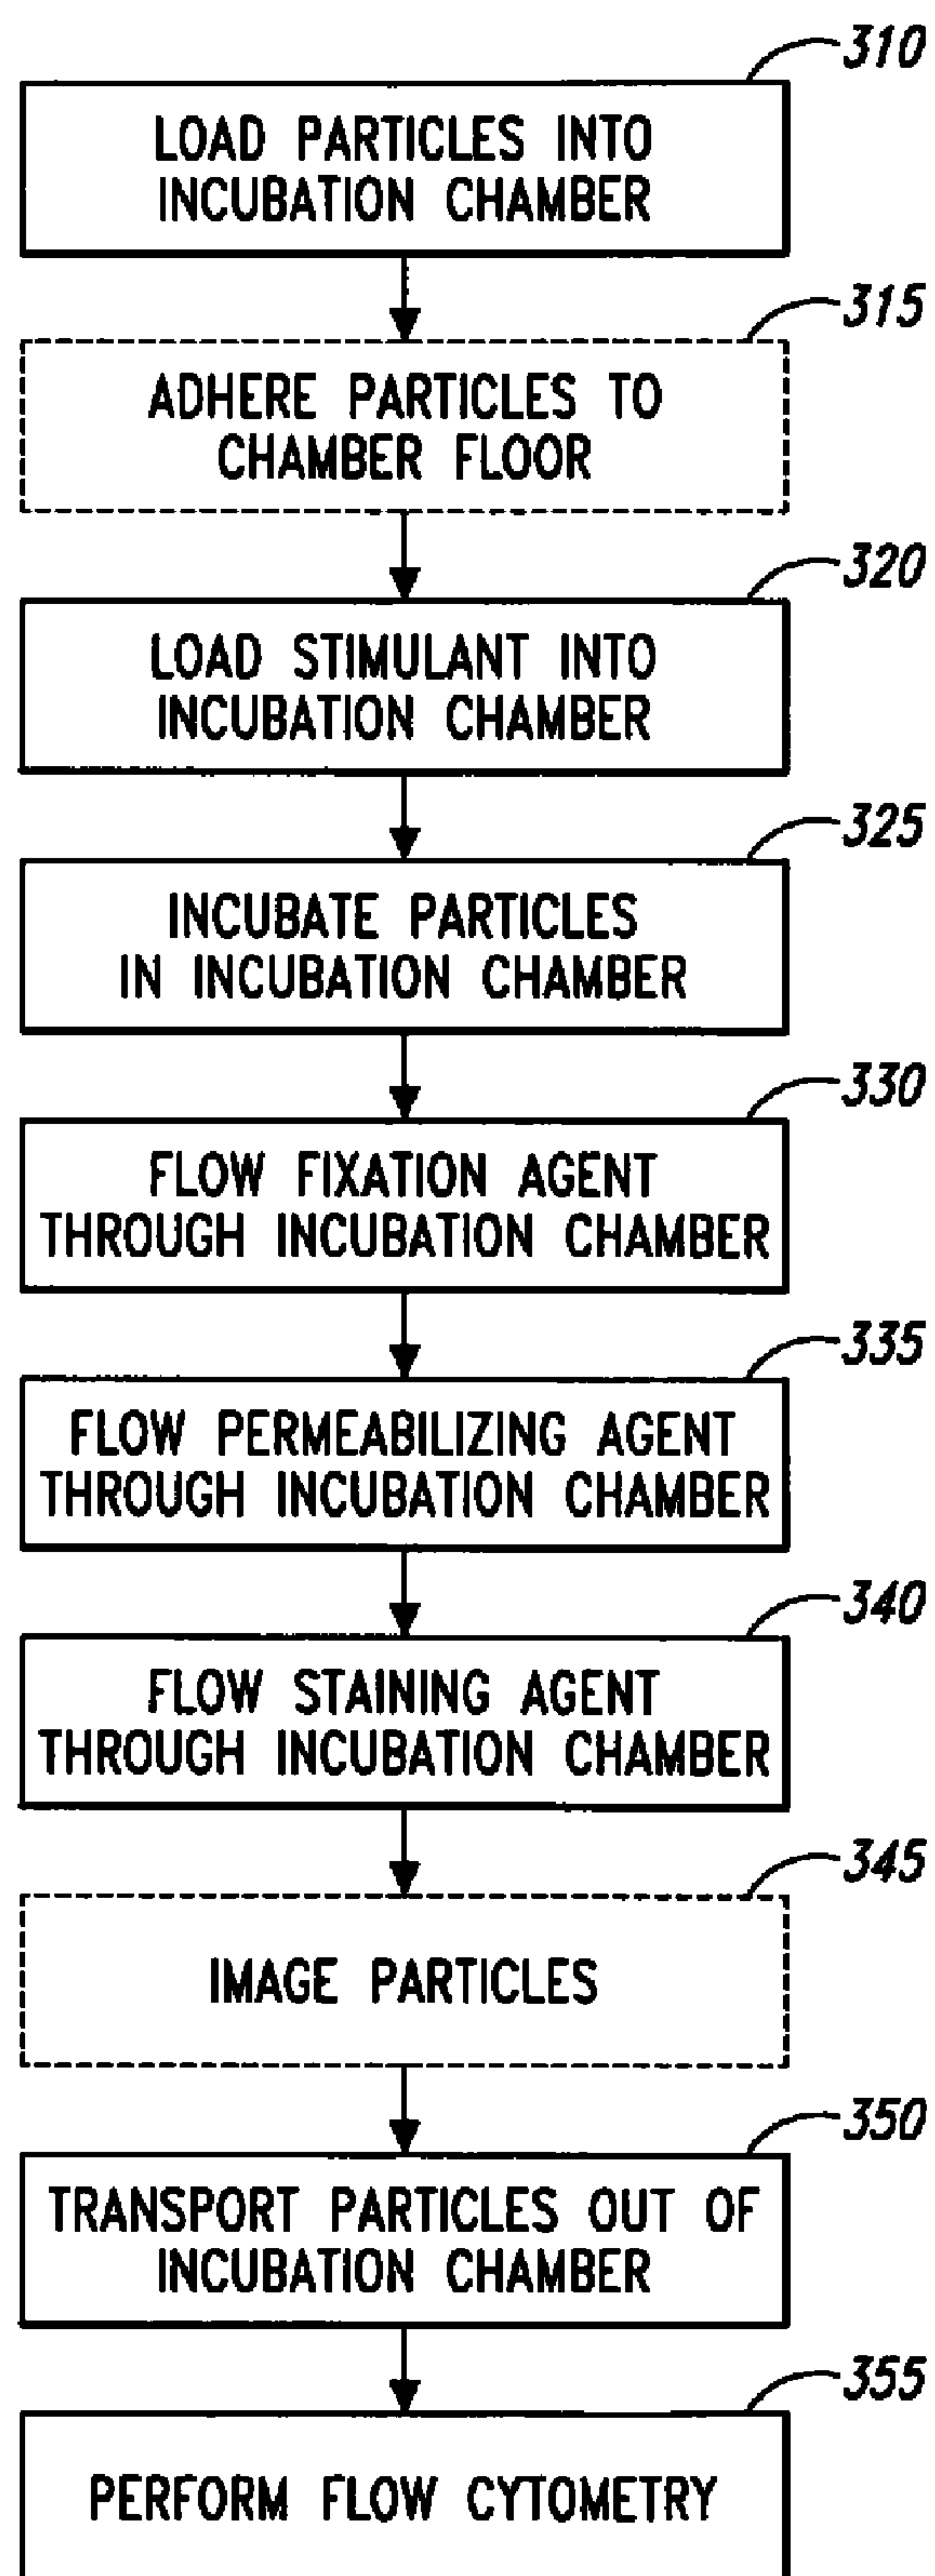 310
LOAD PARTICLES INTO
INCUBATION CHAMBER
315
ADHERE PARTICLES TO
CHAMBER FLOOR
320
LOAD STIMULANT INTO
INCUBATION CHAMBER
325
INCUBATE PARTICLES
IN INCUBATION CHAMBER
330
FLOW FIXATION AGENT
THROUGH INCUBATION CHAMBER
335
FLOW PERMEABILIZING AGENT
THROUGH INCUBATION CHAMBER
340
FLOW STAINING AGENT
THROUGH INCUBATION CHAMBER
345
IMAGE PARTICLES
350
TRANSPORT PARTICLES OUT OF
INCUBATION CHAMBER
355
PERFORM FLOW CYTOMETRY